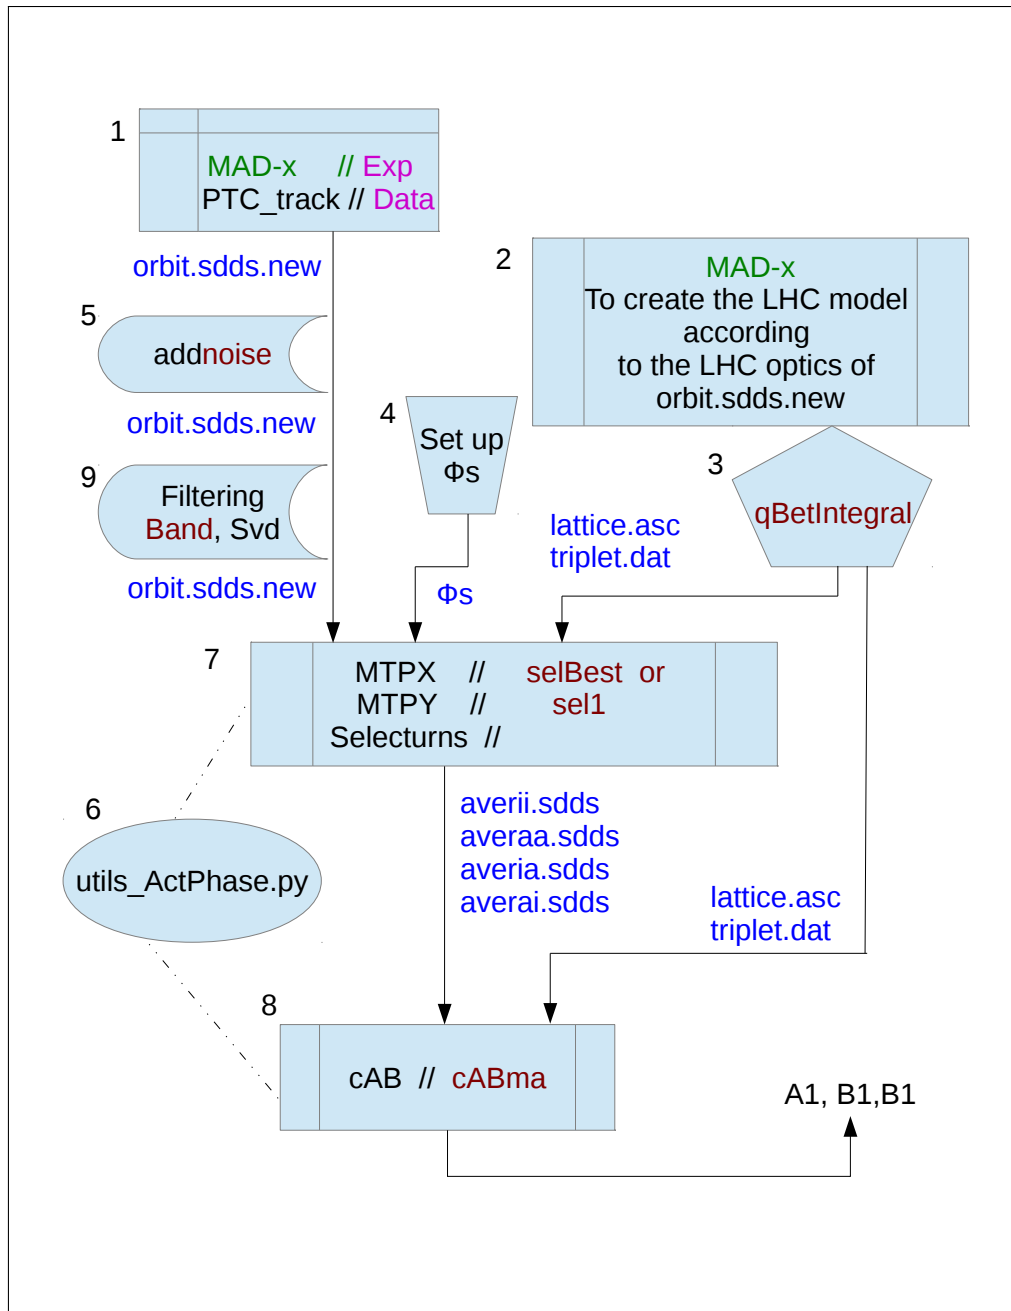 1
MAD-x // Exp
PTC_track // Data
orbit.sdds.new
2
MAD-x
To create the LHC model
according
to the LHC optics of
orbit.sdds.new
5
addnoise
orbit.sdds.new
4
Set up
Φs
3
qBetIntegral
9
Filtering
Band, Svd
orbit.sdds.new
Φs
lattice.asc
triplet.dat
7
MTPX // selBest or
MTPY // sel1
Selecturns //
6
utils_ActPhase.py
averii.sdds
averaa.sdds
averia.sdds
averai.sdds
lattice.asc
triplet.dat
8
cAB // cABma
A1, B1,B1